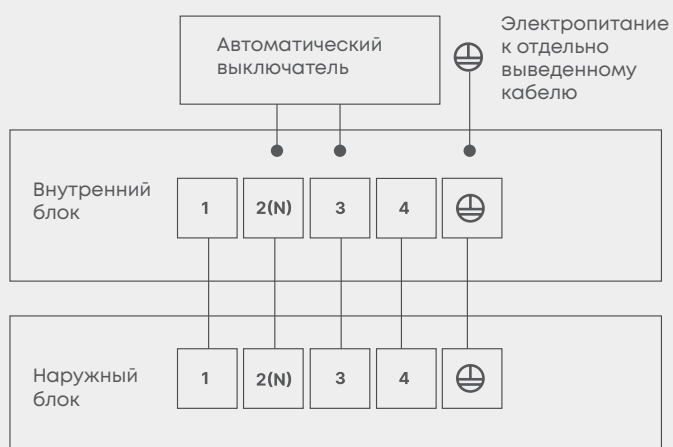 Автоматический
выключатель
Электропитание
к отдельно
выведенному
кабелю
Внутренний
блок
1 2(N) 3 4
Наружный
блок
1 2(N) 3 4